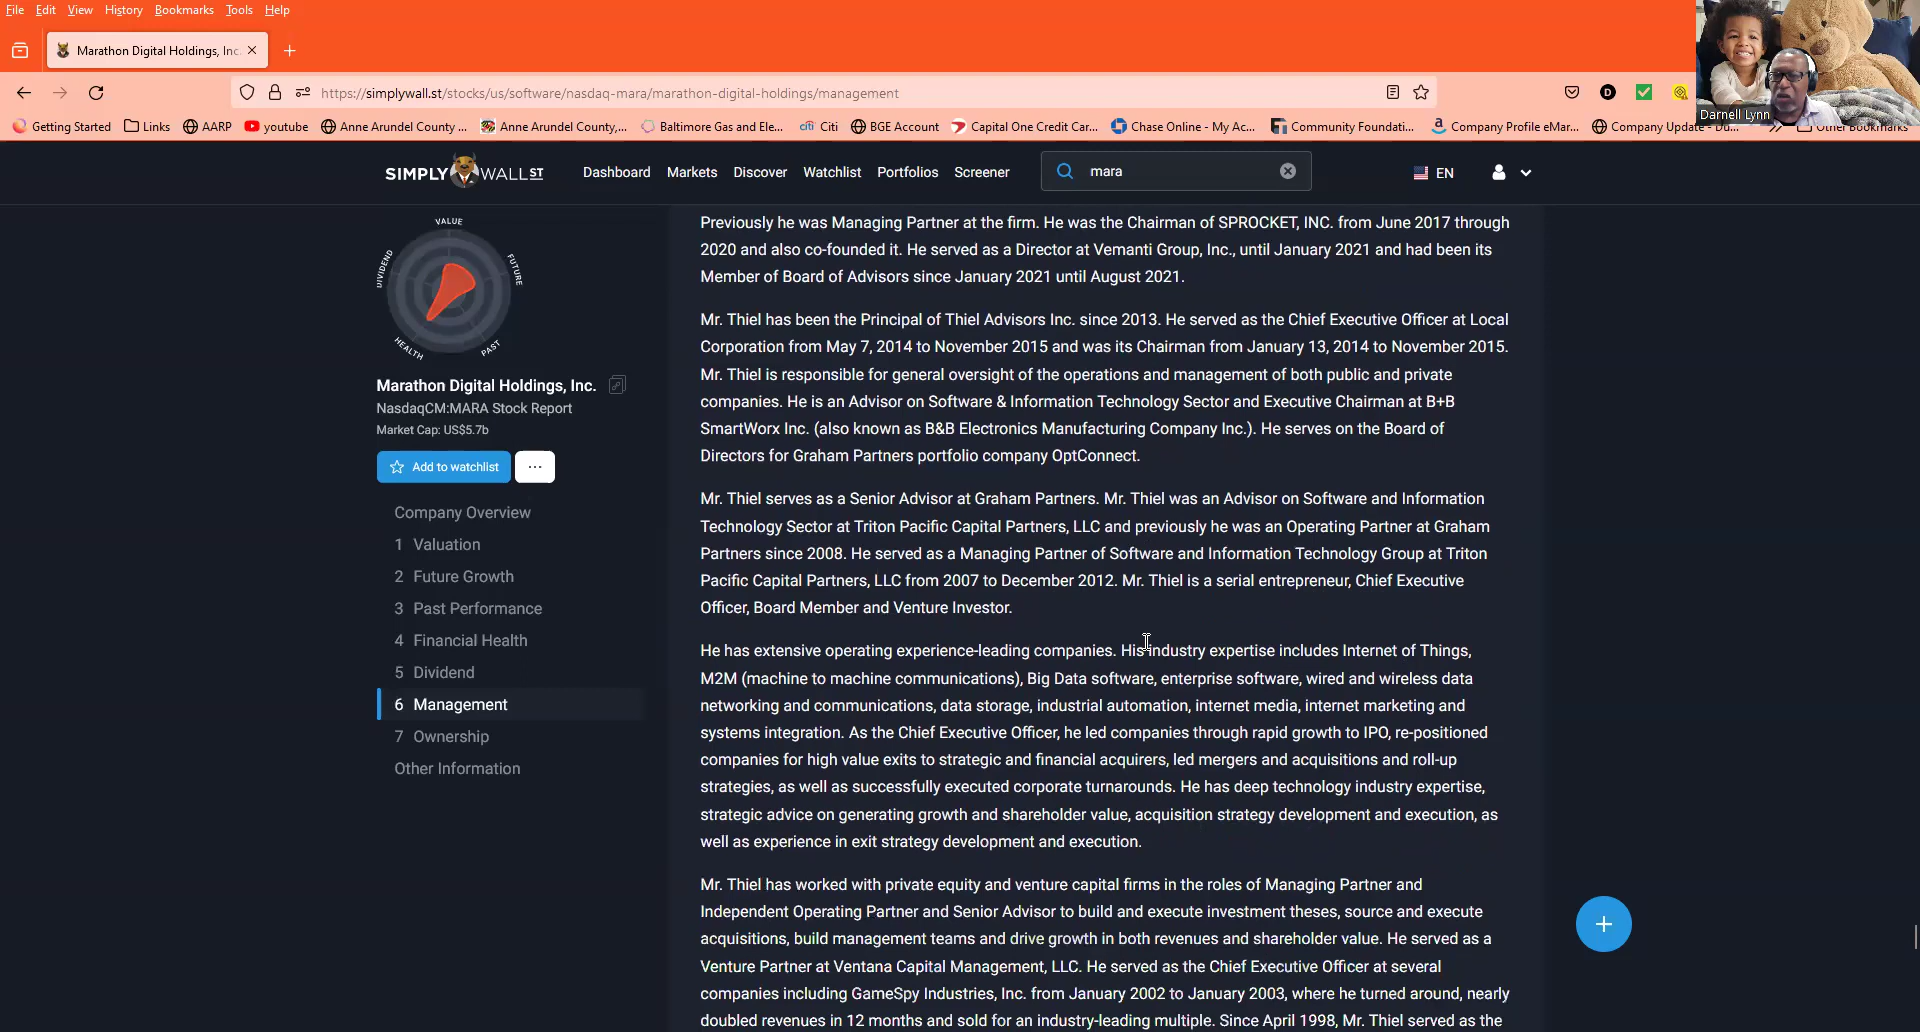 File Edit View History Bookmarks Tools Help
Marathon Digital Holdings, Inc.
https://simplywall.st/stocks/us/software/nasdaq-mara/marathon-digital-holdings/management
D
Darnell Lynn
Getting Started Links AARP youtube Anne Arundel County ... Anne Arundel County,... Baltimore Gas and Ele... citi Citi BGE Account Capital One Credit Car... Chase Online - My Ac... Community Foundati... Company Profile eMar... Company Update - Du... Other Bookmarks
SIMPLY WALL ST Dashboard Markets Discover Watchlist Portfolios Screener mara EN
VALUE
FUTURE
PAST
HEALTH
DIVIDEND
Marathon Digital Holdings, Inc.
NasdaqCM:MARA Stock Report
Market Cap: US$5.7b
Add to watchlist ...
Company Overview
1 Valuation
2 Future Growth
3 Past Performance
4 Financial Health
5 Dividend
6 Management
7 Ownership
Other Information
Previously he was Managing Partner at the firm. He was the Chairman of SPROCKET, INC. from June 2017 through
2020 and also co-founded it. He served as a Director at Vemanti Group, Inc., until January 2021 and had been its
Member of Board of Advisors since January 2021 until August 2021.
Mr. Thiel has been the Principal of Thiel Advisors Inc. since 2013. He served as the Chief Executive Officer at Local
Corporation from May 7, 2014 to November 2015 and was its Chairman from January 13, 2014 to November 2015.
Mr. Thiel is responsible for general oversight of the operations and management of both public and private
companies. He is an Advisor on Software & Information Technology Sector and Executive Chairman at B+B
SmartWorx Inc. (also known as B&B Electronics Manufacturing Company Inc.). He serves on the Board of
Directors for Graham Partners portfolio company OptConnect.
Mr. Thiel serves as a Senior Advisor at Graham Partners. Mr. Thiel was an Advisor on Software and Information
Technology Sector at Triton Pacific Capital Partners, LLC and previously he was an Operating Partner at Graham
Partners since 2008. He served as a Managing Partner of Software and Information Technology Group at Triton
Pacific Capital Partners, LLC from 2007 to December 2012. Mr. Thiel is a serial entrepreneur, Chief Executive
Officer, Board Member and Venture Investor.
He has extensive operating experience-leading companies. His industry expertise includes Internet of Things,
M2M (machine to machine communications), Big Data software, enterprise software, wired and wireless data
networking and communications, data storage, industrial automation, internet media, internet marketing and
systems integration. As the Chief Executive Officer, he led companies through rapid growth to IPO, re-positioned
companies for high value exits to strategic and financial acquirers, led mergers and acquisitions and roll-up
strategies, as well as successfully executed corporate turnarounds. He has deep technology industry expertise,
strategic advice on generating growth and shareholder value, acquisition strategy development and execution, as
well as experience in exit strategy development and execution.
Mr. Thiel has worked with private equity and venture capital firms in the roles of Managing Partner and
Independent Operating Partner and Senior Advisor to build and execute investment theses, source and execute
acquisitions, build management teams and drive growth in both revenues and shareholder value. He served as a
Venture Partner at Ventana Capital Management, LLC. He served as the Chief Executive Officer at several
companies including GameSpy Industries, Inc. from January 2002 to January 2003, where he turned around, nearly
doubled revenues in 12 months and sold for an industry-leading multiple. Since April 1998, Mr. Thiel served as the